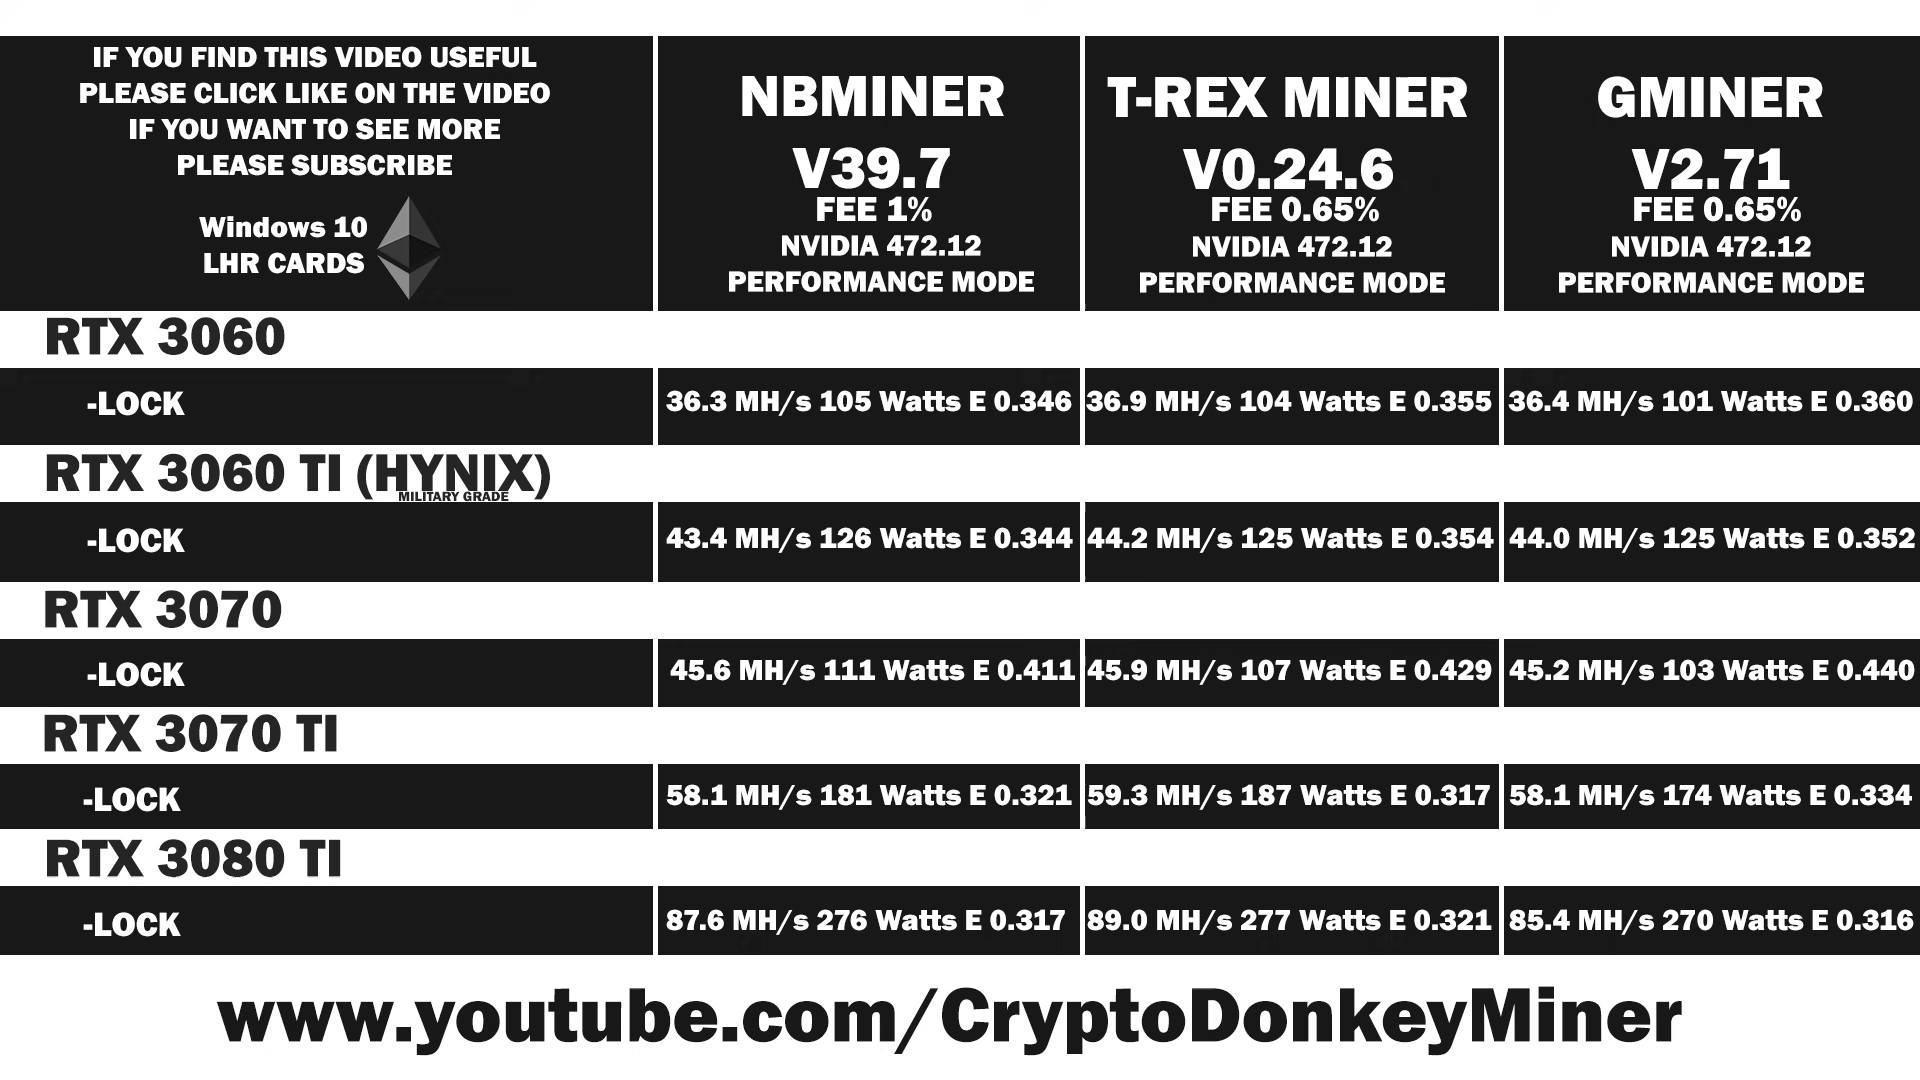 IF YOU FIND THIS VIDEO USEFUL
PLEASE CLICK LIKE ON THE VIDEO
IF YOU WANT TO SEE MORE
PLEASE SUBSCRIBE
Windows 10
LHR CARDS
NBMINER
V39.7
FEE 1%
NVIDIA 472.12
PERFORMANCE MODE
T-REX MINER
V0.24.6
FEE 0.65%
NVIDIA 472.12
PERFORMANCE MODE
GMINER
V2.71
FEE 0.65%
NVIDIA 472.12
PERFORMANCE MODE
RTX 3060
-LOCK 36.3 MH/s 105 Watts E 0.346 36.9 MH/s 104 Watts E 0.355 36.4 MH/s 101 Watts E 0.360
RTX 3060 TI (HYNIX)
MILITARY GRADE
-LOCK 43.4 MH/s 126 Watts E 0.344 44.2 MH/s 125 Watts E 0.354 44.0 MH/s 125 Watts E 0.352
RTX 3070
-LOCK 45.6 MH/s 111 Watts E 0.411 45.9 MH/s 107 Watts E 0.429 45.2 MH/s 103 Watts E 0.440
RTX 3070 TI
-LOCK 58.1 MH/s 181 Watts E 0.321 59.3 MH/s 187 Watts E 0.317 58.1 MH/s 174 Watts E 0.334
RTX 3080 TI
-LOCK 87.6 MH/s 276 Watts E 0.317 89.0 MH/s 277 Watts E 0.321 85.4 MH/s 270 Watts E 0.316
www.youtube.com/CryptoDonkeyMiner